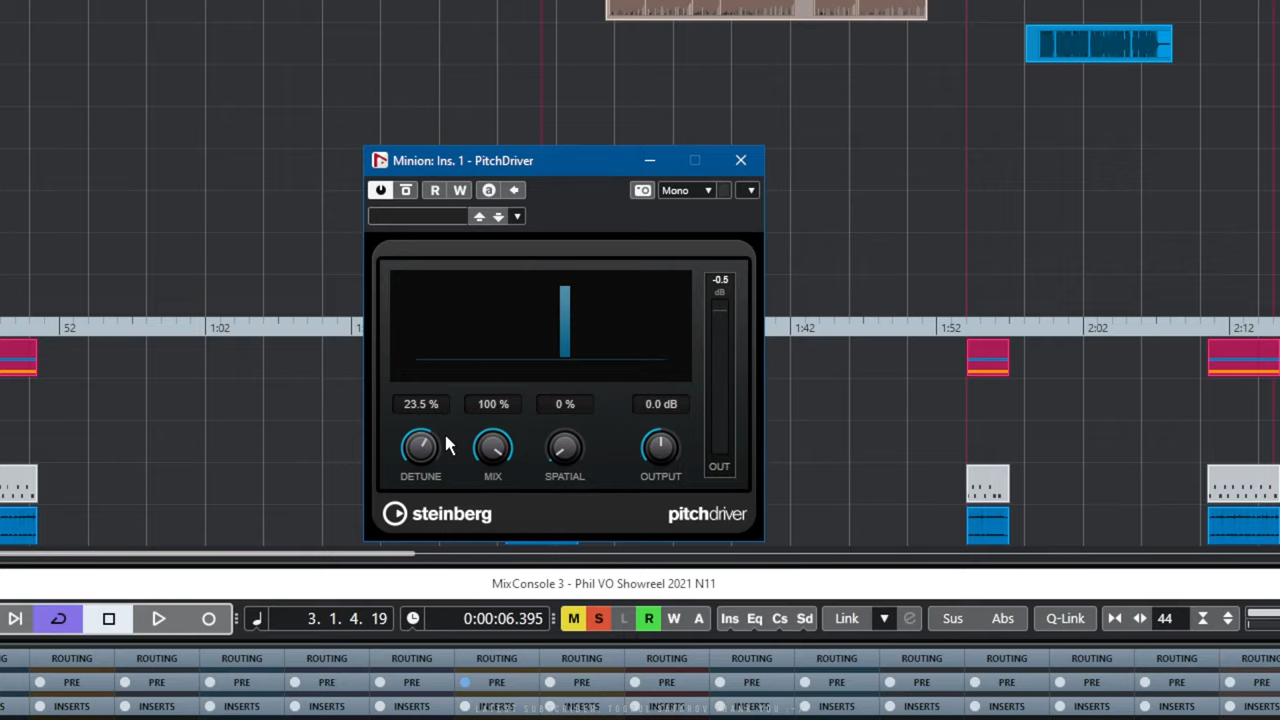 Minion: Ins. 1 - PitchDriver
R W a Mono
-0.5
dB
52 1:02 1: 1:42 1:52 2:02 2:12
23.5 % 100 % 0 % 0.0 dB
OUT
DETUNE MIX SPATIAL OUTPUT
steinberg pitchdriver
MixConsole 3 - Phil VO Showreel 2021 N11
3. 1. 4. 19 0:00:06.395 M S L R W A Ins Eq Cs Sd Link Sus Abs Q-Link 44
G ROUTING ROUTING ROUTING ROUTING ROUTING ROUTING ROUTING ROUTING ROUTING ROUTING ROUTING ROUTING ROUTING ROUTING ROUTIN
PRE PRE PRE PRE PRE PRE PRE PRE PRE PRE PRE PRE PRE PRE PRE
S INSERTS INSERTS INSERTS INSERTS INSERTS INSERTS INSERTS INSERTS INSERTS INSERTS INSERTS INSERTS INSERTS INSERTS INSERT